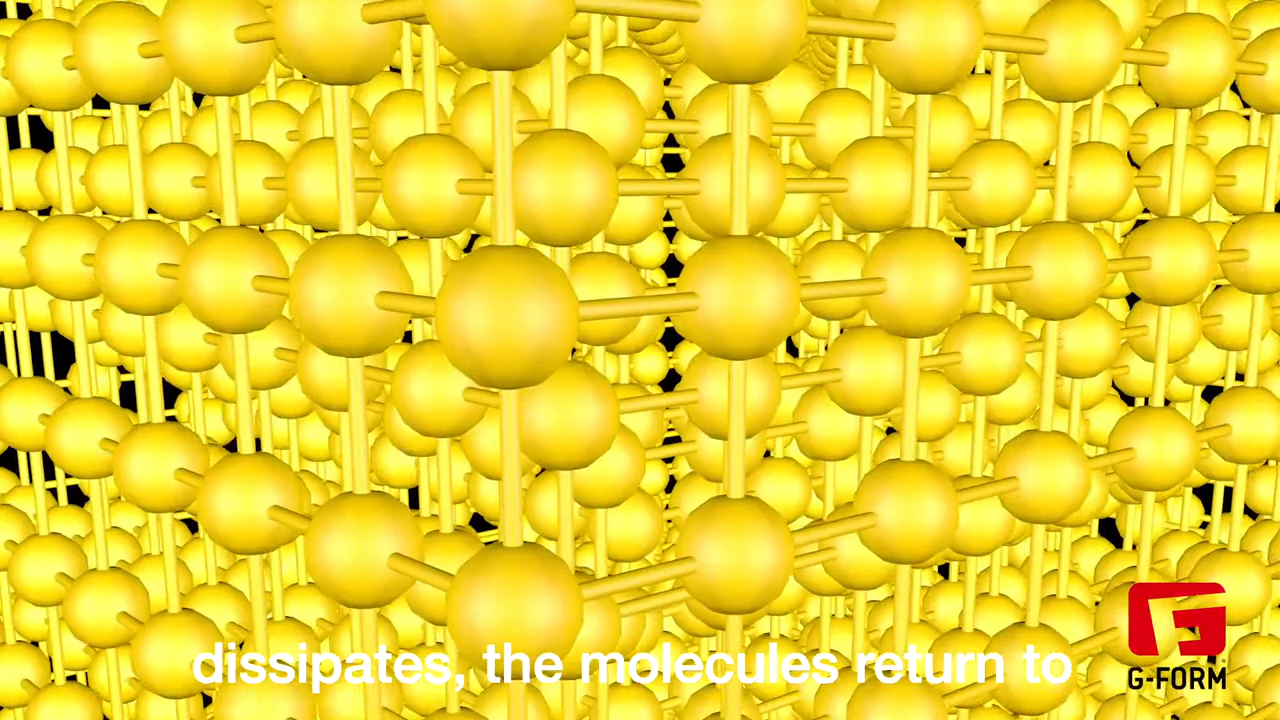 dissipates, the molecules return to
G-FORM